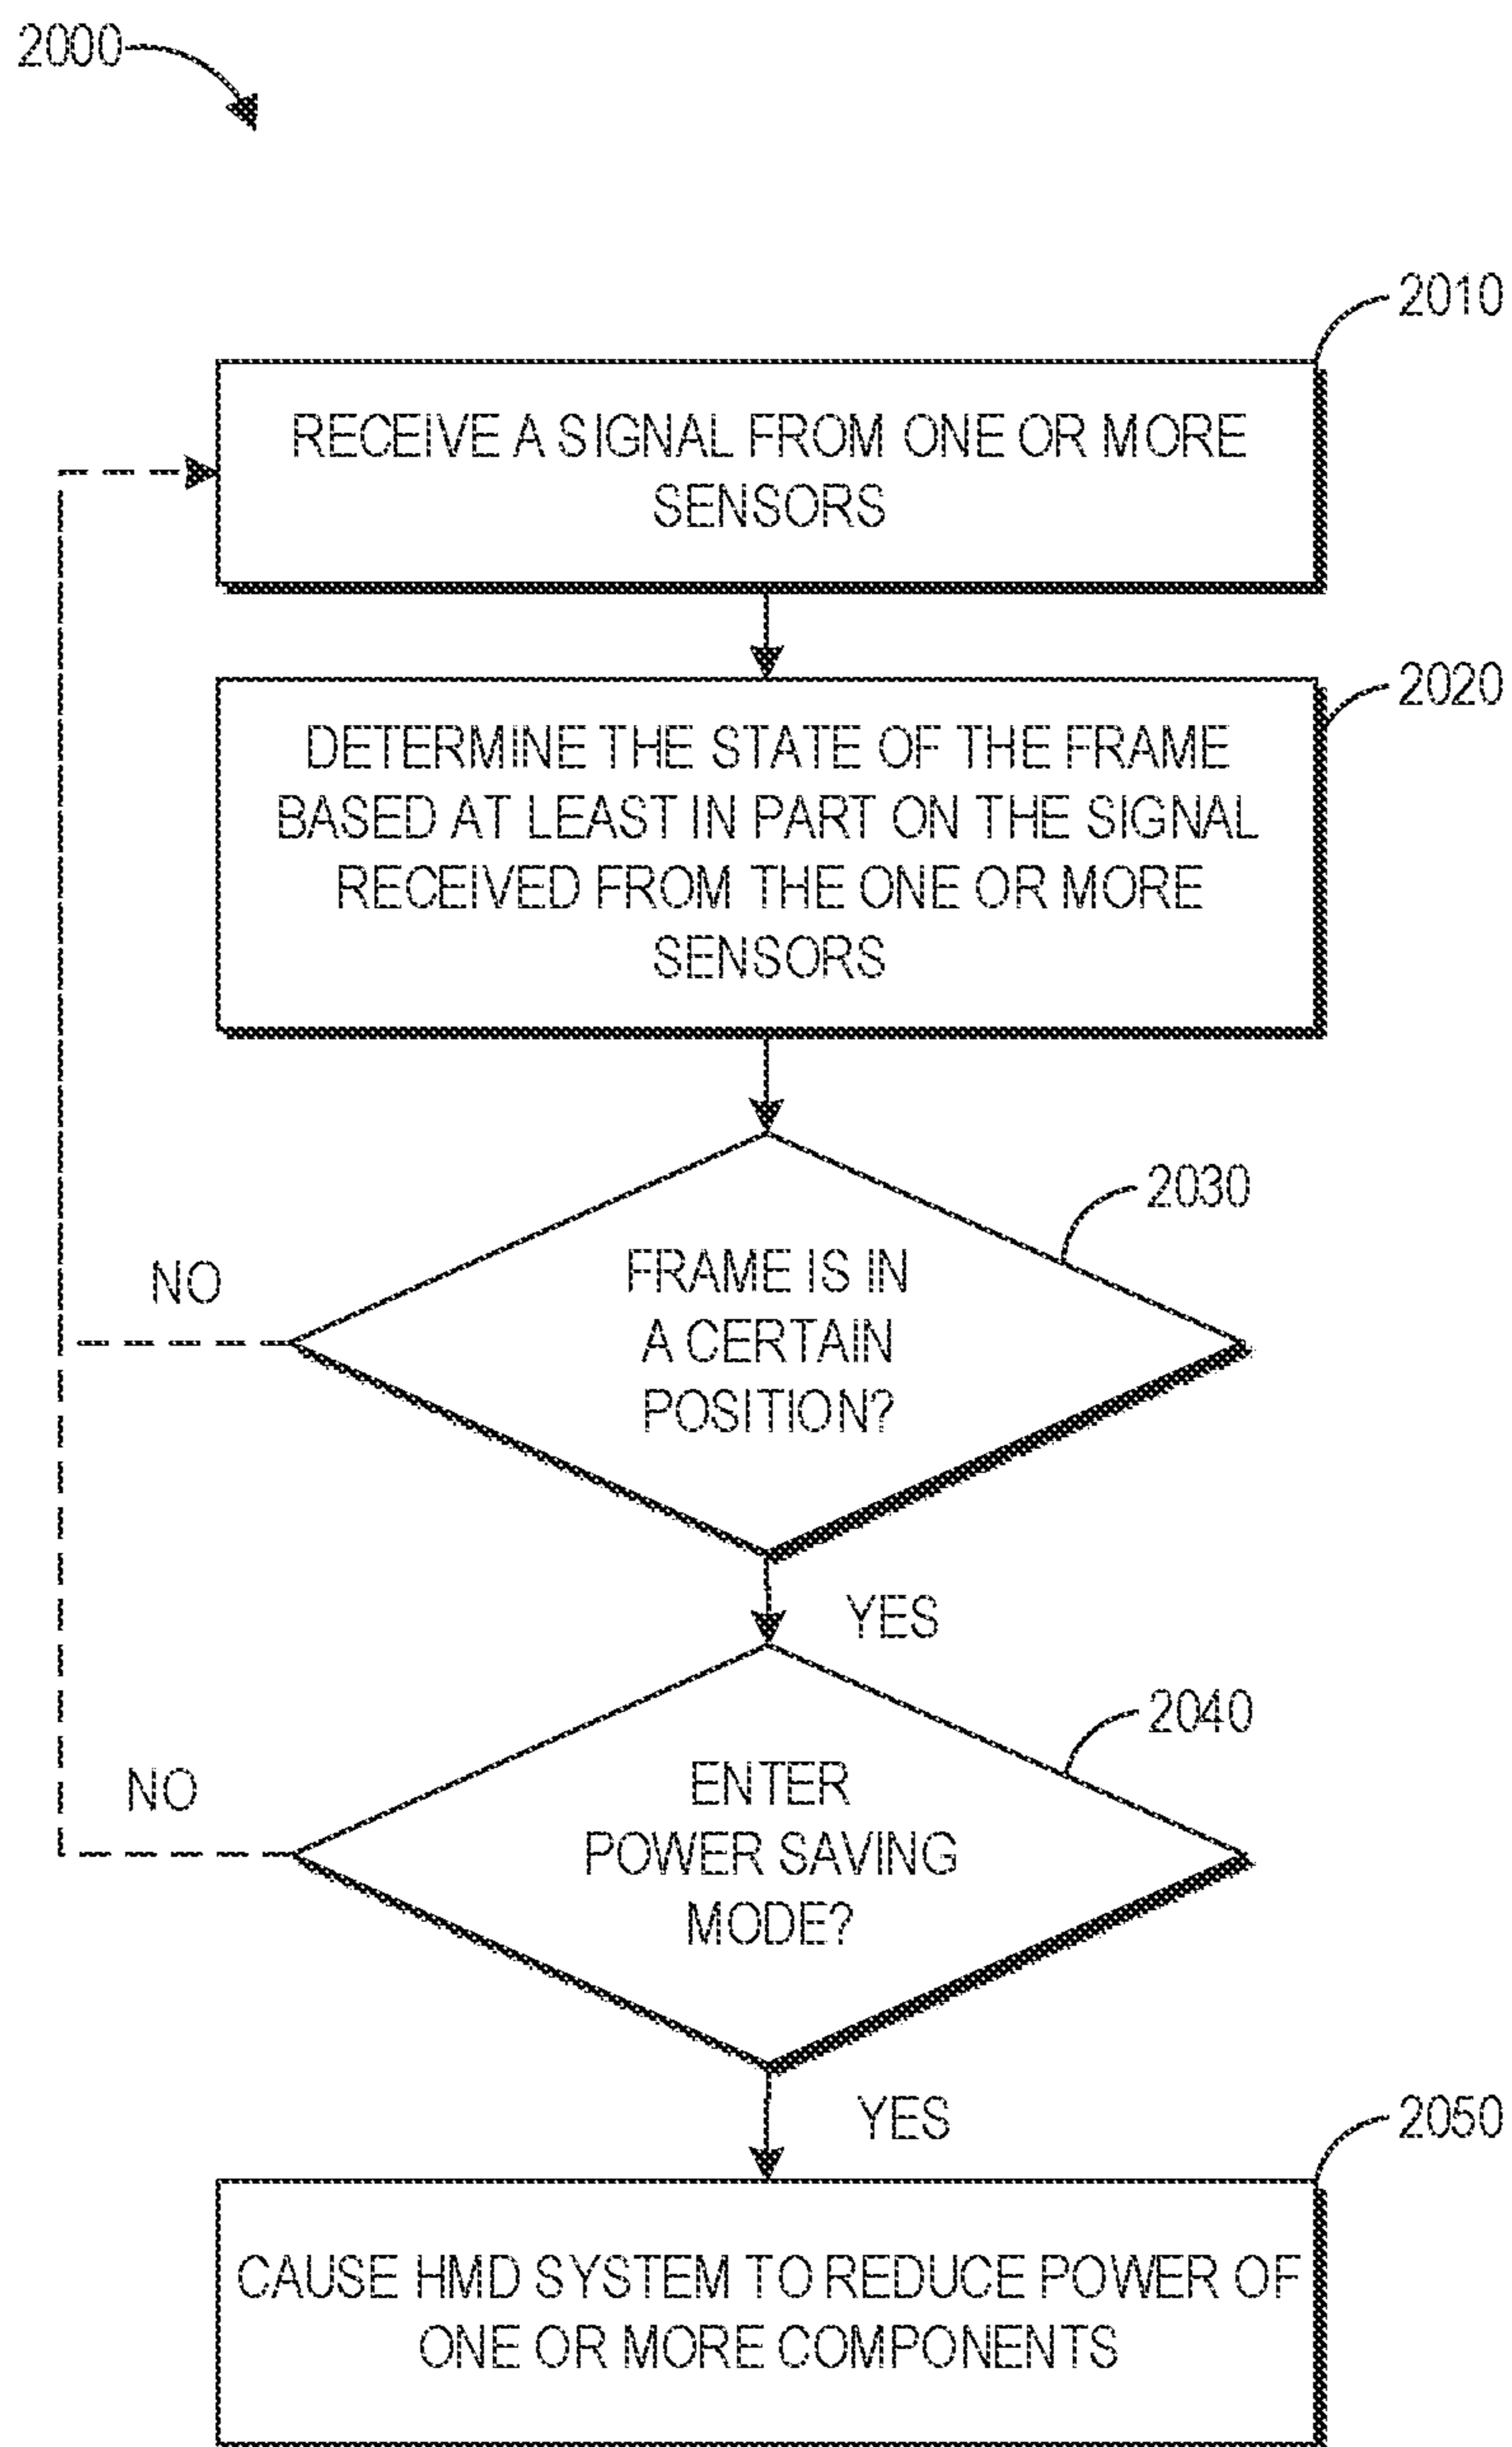 2000
2010
RECEIVE A SIGNAL FROM ONE OR MORE
SENSORS
2020
DETERMINE THE STATE OF THE FRAME
BASED AT LEAST IN PART ON THE SIGNAL
RECEIVED FROM THE ONE OR MORE
SENSORS
2030
FRAME IS IN
A CERTAIN
POSITION?
NO
YES
2040
ENTER
POWER SAVING
MODE?
NO
YES
2050
CAUSE HMD SYSTEM TO REDUCE POWER OF
ONE OR MORE COMPONENTS